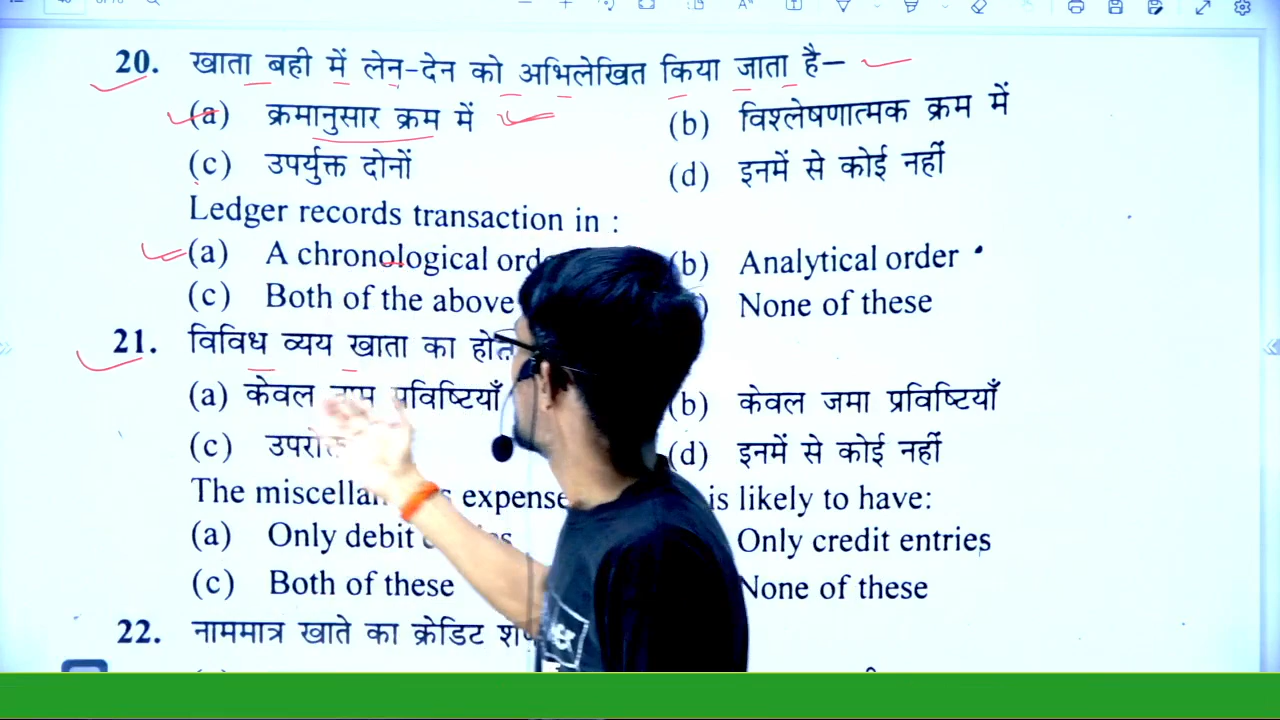 20. खाता बही में लेन-देन को अभिलेखित किया जाता है–
(a) क्रमानुसार क्रम में (b) विश्लेषणात्मक क्रम में
(c) उपर्युक्त दोनों (d) इनमें से कोई नहीं
Ledger records transaction in :
(a) A chronological (b) Analytical order
(c) Both of the above None of these
21. विविध व्यय खाता का
(a) केवल प्रविष्टियाँ (b) केवल जमा प्रविष्टियाँ
(c) (d) इनमें से कोई नहीं
The is likely to have:
(a) Only debit Only credit entries
(c) Both of these None of these
22. नाममात्र खाते का क्रेडिट